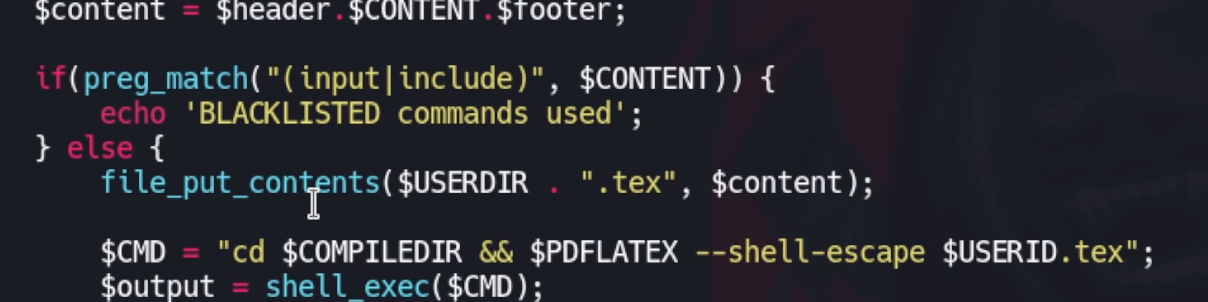 $content = $header.$CONTENT.$footer;
if(preg_match("(input|include)", $CONTENT)) {
echo 'BLACKLISTED commands used';
} else {
file_put_contents($USERDIR . ".tex", $content);
$CMD = "cd $COMPILEDIR && $PDFLATEX --shell-escape $USERID.tex";
$output = shell_exec($CMD);